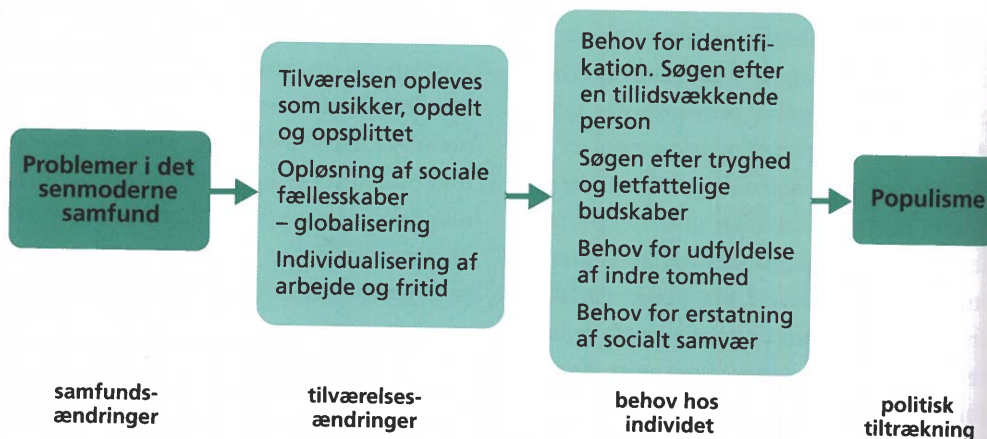 Problemer i det
senmoderne
samfund
Tilværelsen opleves
som usikker, opdelt
og opsplittet
Opløsning af sociale
fællesskaber
– globalisering
Individualisering af
arbejde og fritid
Behov for identifi-
kation. Søgen efter
en tillidsvækkende
person
Søgen efter tryghed
og letfattelige
budskaber
Behov for udfyldelse
af indre tomhed
Behov for erstatning
af socialt samvær
Populisme
samfunds-
ændringer
tilværelses-
ændringer
behov hos
individet
politisk
tiltrækning